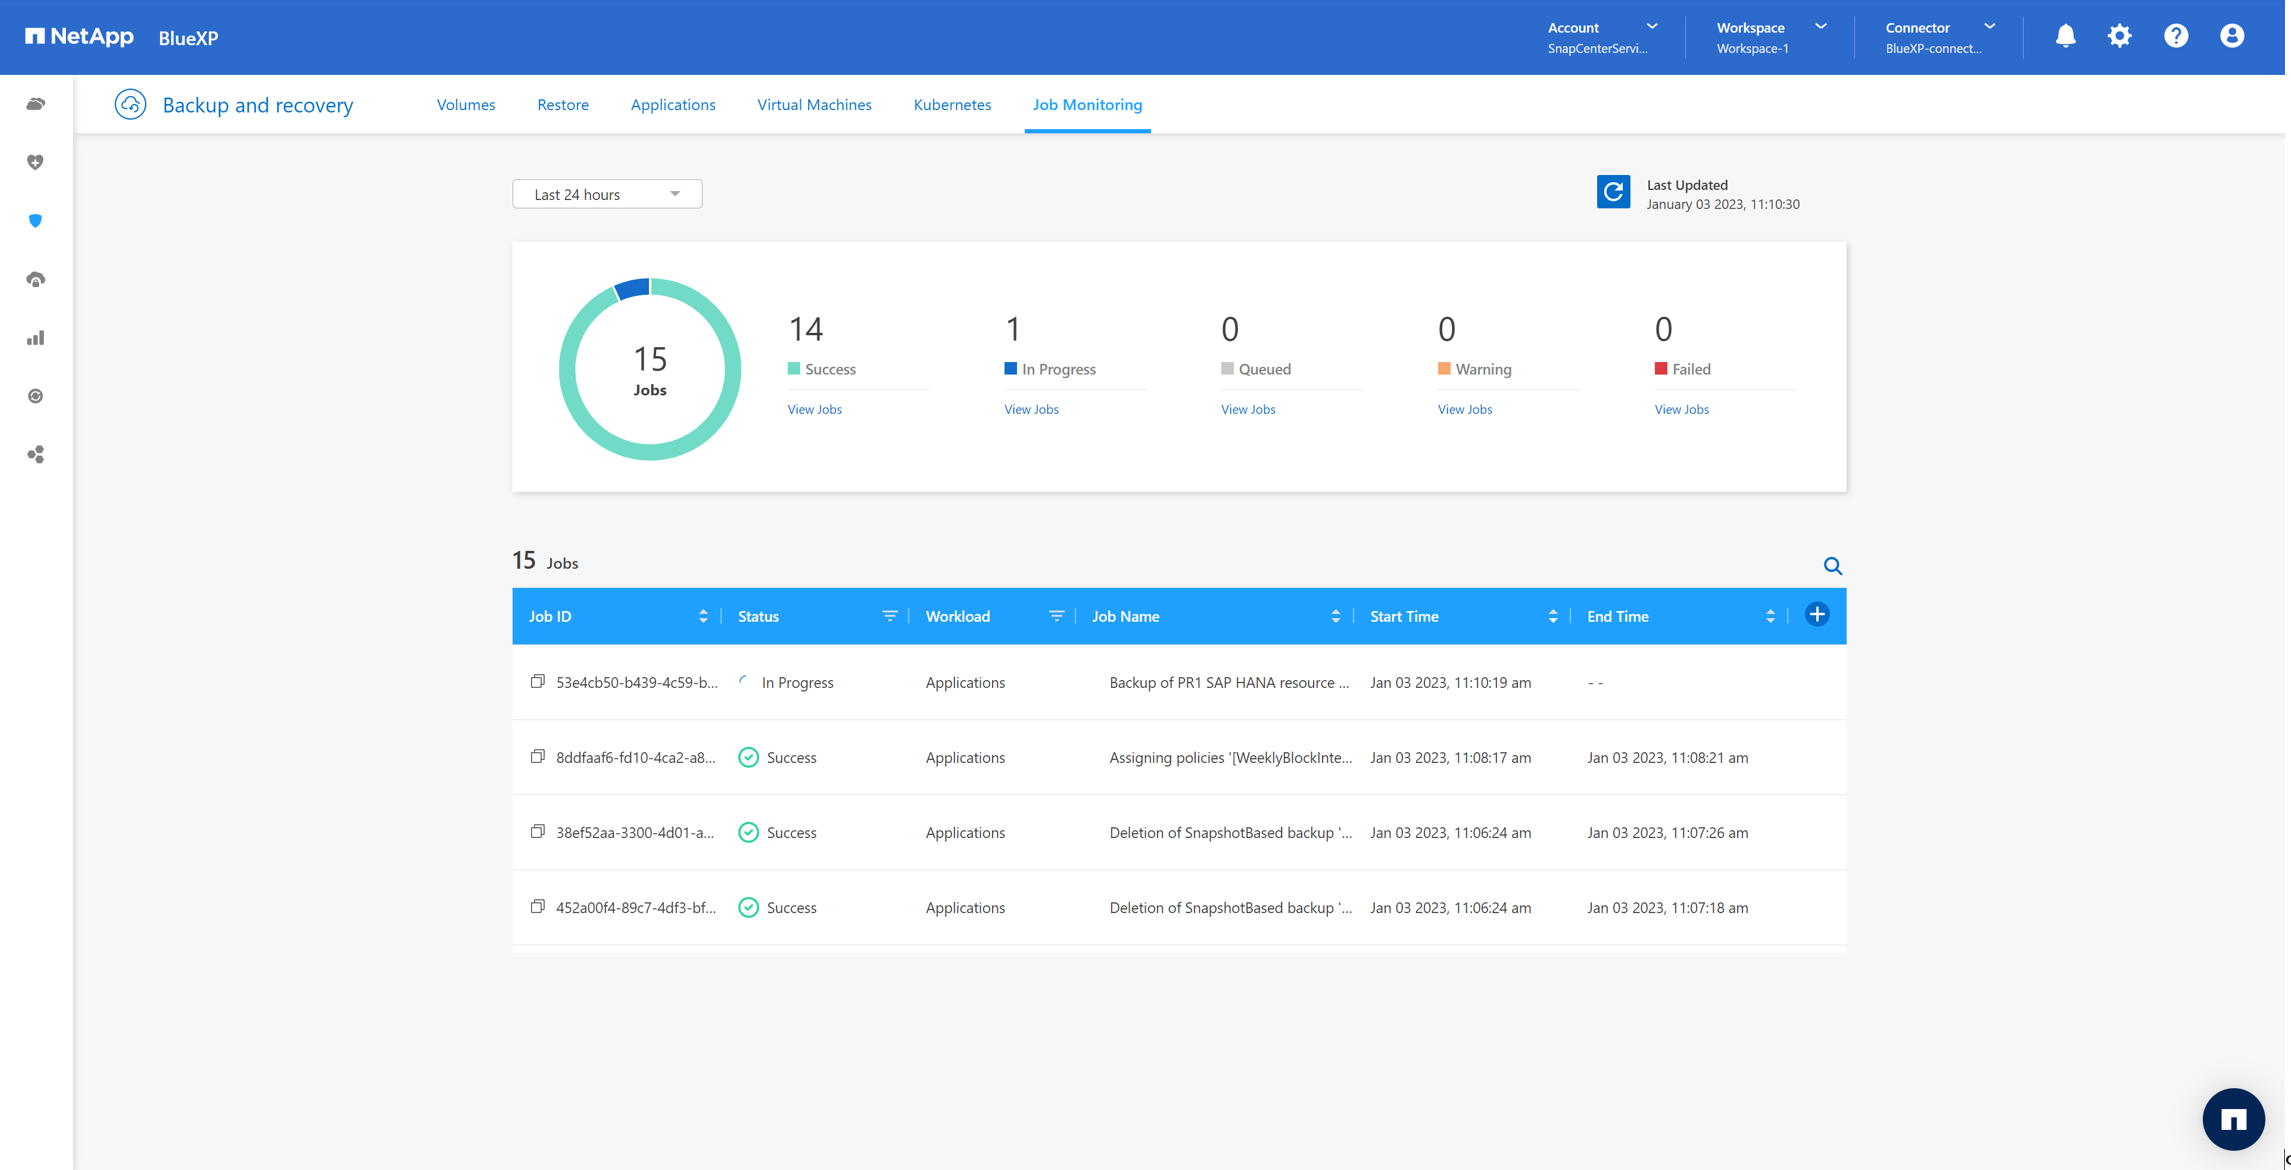 NetApp BlueXP
Account
SnapCenterServi...
Workspace
Workspace-1
Connector
BlueXP-connect...
Backup and recovery
Volumes
Restore
Applications
Virtual Machines
Kubernetes
Job Monitoring
Last 24 hours
Last Updated
January 03 2023, 11:10:30
15
Jobs
14
Success
View Jobs
1
In Progress
View Jobs
0
Queued
View Jobs
0
Warning
View Jobs
0
Failed
View Jobs
15 Jobs
Job ID Status Workload Job Name Start Time End Time
53e4cb50-b439-4c59-b... In Progress Applications Backup of PR1 SAP HANA resource ... Jan 03 2023, 11:10:19 am - -
8ddfaaf6-fd10-4ca2-a8... Success Applications Assigning policies '[WeeklyBlockInte... Jan 03 2023, 11:08:17 am Jan 03 2023, 11:08:21 am
38ef52aa-3300-4d01-a... Success Applications Deletion of SnapshotBased backup '... Jan 03 2023, 11:06:24 am Jan 03 2023, 11:07:26 am
452a00f4-89c7-4df3-bf... Success Applications Deletion of SnapshotBased backup '... Jan 03 2023, 11:06:24 am Jan 03 2023, 11:07:18 am